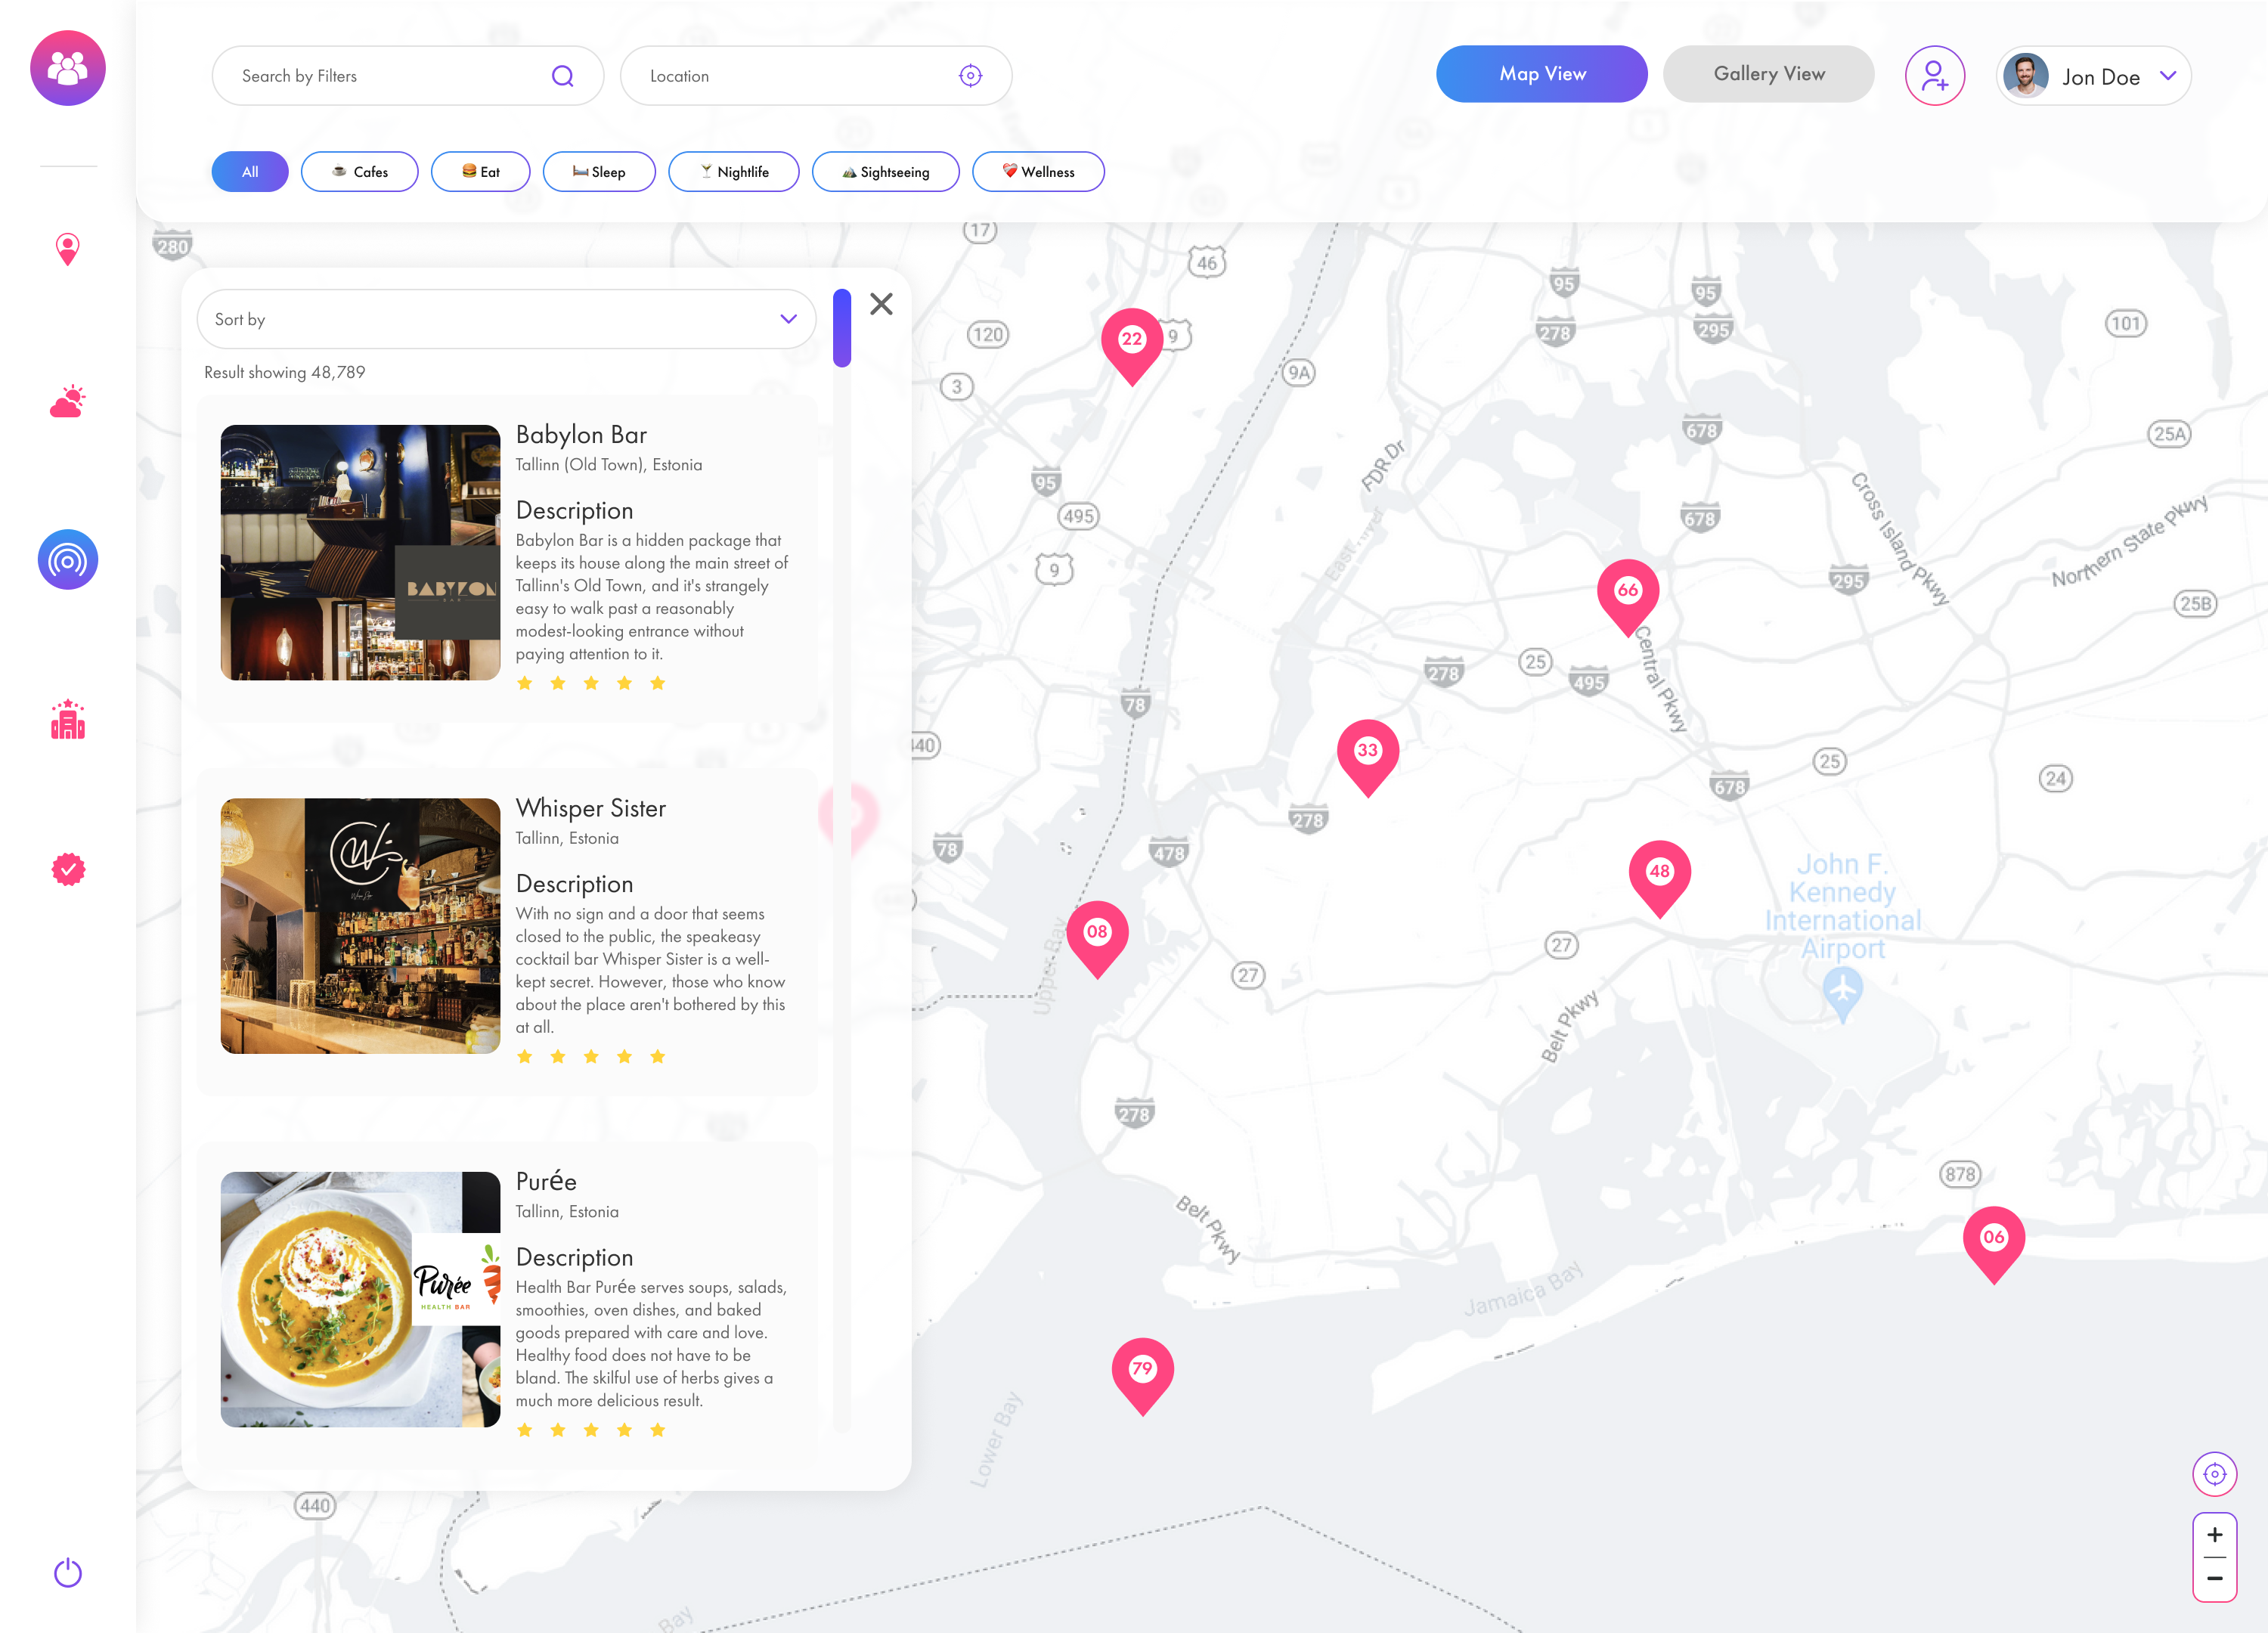 Search by Filters
Location
Map View
Gallery View
Jon Doe
All
Cafes
Eat
Sleep
Nightlife
Sightseeing
Wellness
Sort by
Result showing 48,789
Babylon Bar
Tallinn (Old Town), Estonia
Description
Babylon Bar is a hidden package that
keeps its house along the main street of
Tallinn's Old Town, and it's strangely
easy to walk past a reasonably
modest-looking entrance without
paying attention to it.
BABYLON
BAR
Whisper Sister
Tallinn, Estonia
Description
With no sign and a door that seems
closed to the public, the speakeasy
cocktail bar Whisper Sister is a well-
kept secret. However, those who know
about the place aren't bothered by this
at all.
Purée
Tallinn, Estonia
Description
Health Bar Purée serves soups, salads,
smoothies, oven dishes, and baked
goods prepared with care and love.
Healthy food does not have to be
bland. The skilful use of herbs gives a
much more delicious result.
Purée
HEALTH BAR
280
17
46
95
95
278
295
101
120
22
9
9A
3
678
25A
FDR Dr
95
495
678
Cross Island Pkwy
Northern State Pkwy
East River
9
66
295
25B
Central Pkwy
278
25
495
78
440
33
25
24
678
278
78
478
48
John F.
Kennedy
International
Airport
08
Upper Bay
27
27
Belt Pkwy
278
878
Belt Pkwy
06
Jamaica Bay
79
Lower Bay
440
Bay